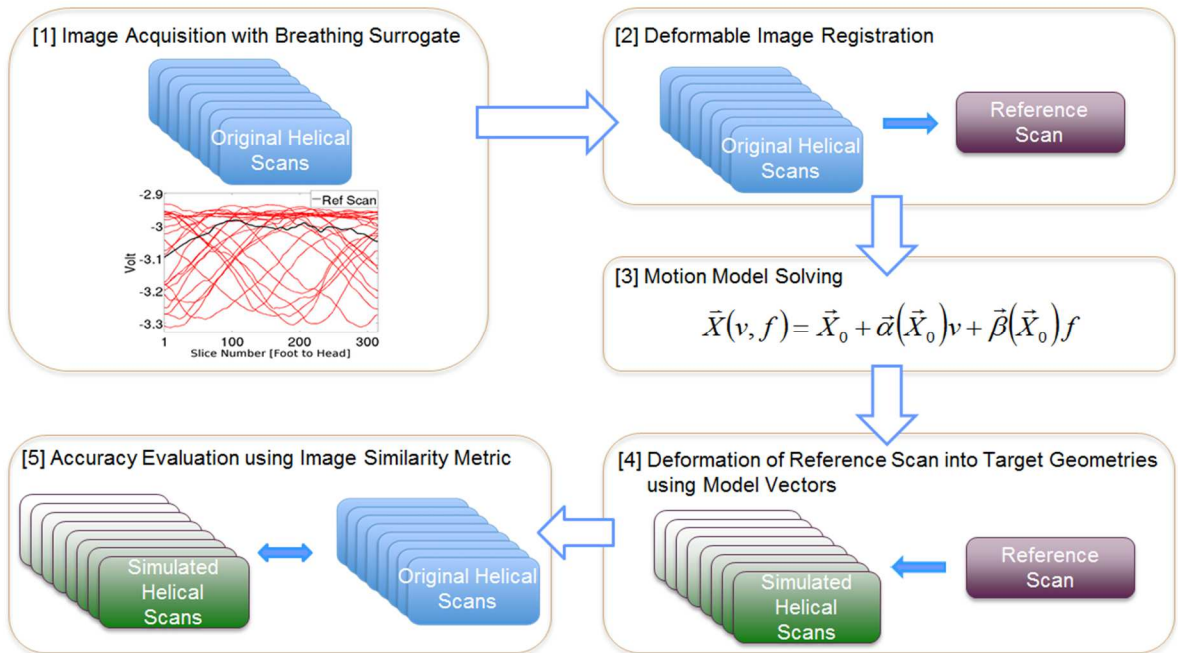 [1] Image Acquisition with Breathing Surrogate
Original Helical
Scans
-2.9
-3
-3.1
-3.2
-3.3
Volt
Ref Scan
1
100
200
300
Slice Number [Foot to Head]
[2] Deformable Image Registration
Original Helical
Scans
Reference
Scan
[3] Motion Model Solving
X⃗(v, f) = X⃗₀ + α⃗(X⃗₀)v + β⃗(X⃗₀)f
[5] Accuracy Evaluation using Image Similarity Metric
Simulated
Helical
Scans
Original Helical
Scans
[4] Deformation of Reference Scan into Target Geometries
using Model Vectors
Simulated
Helical
Scans
Reference
Scan